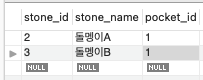 stone_id stone_name pocket_id
2 돌멩이A 1
3 돌멩이B 1
NULL NULL NULL